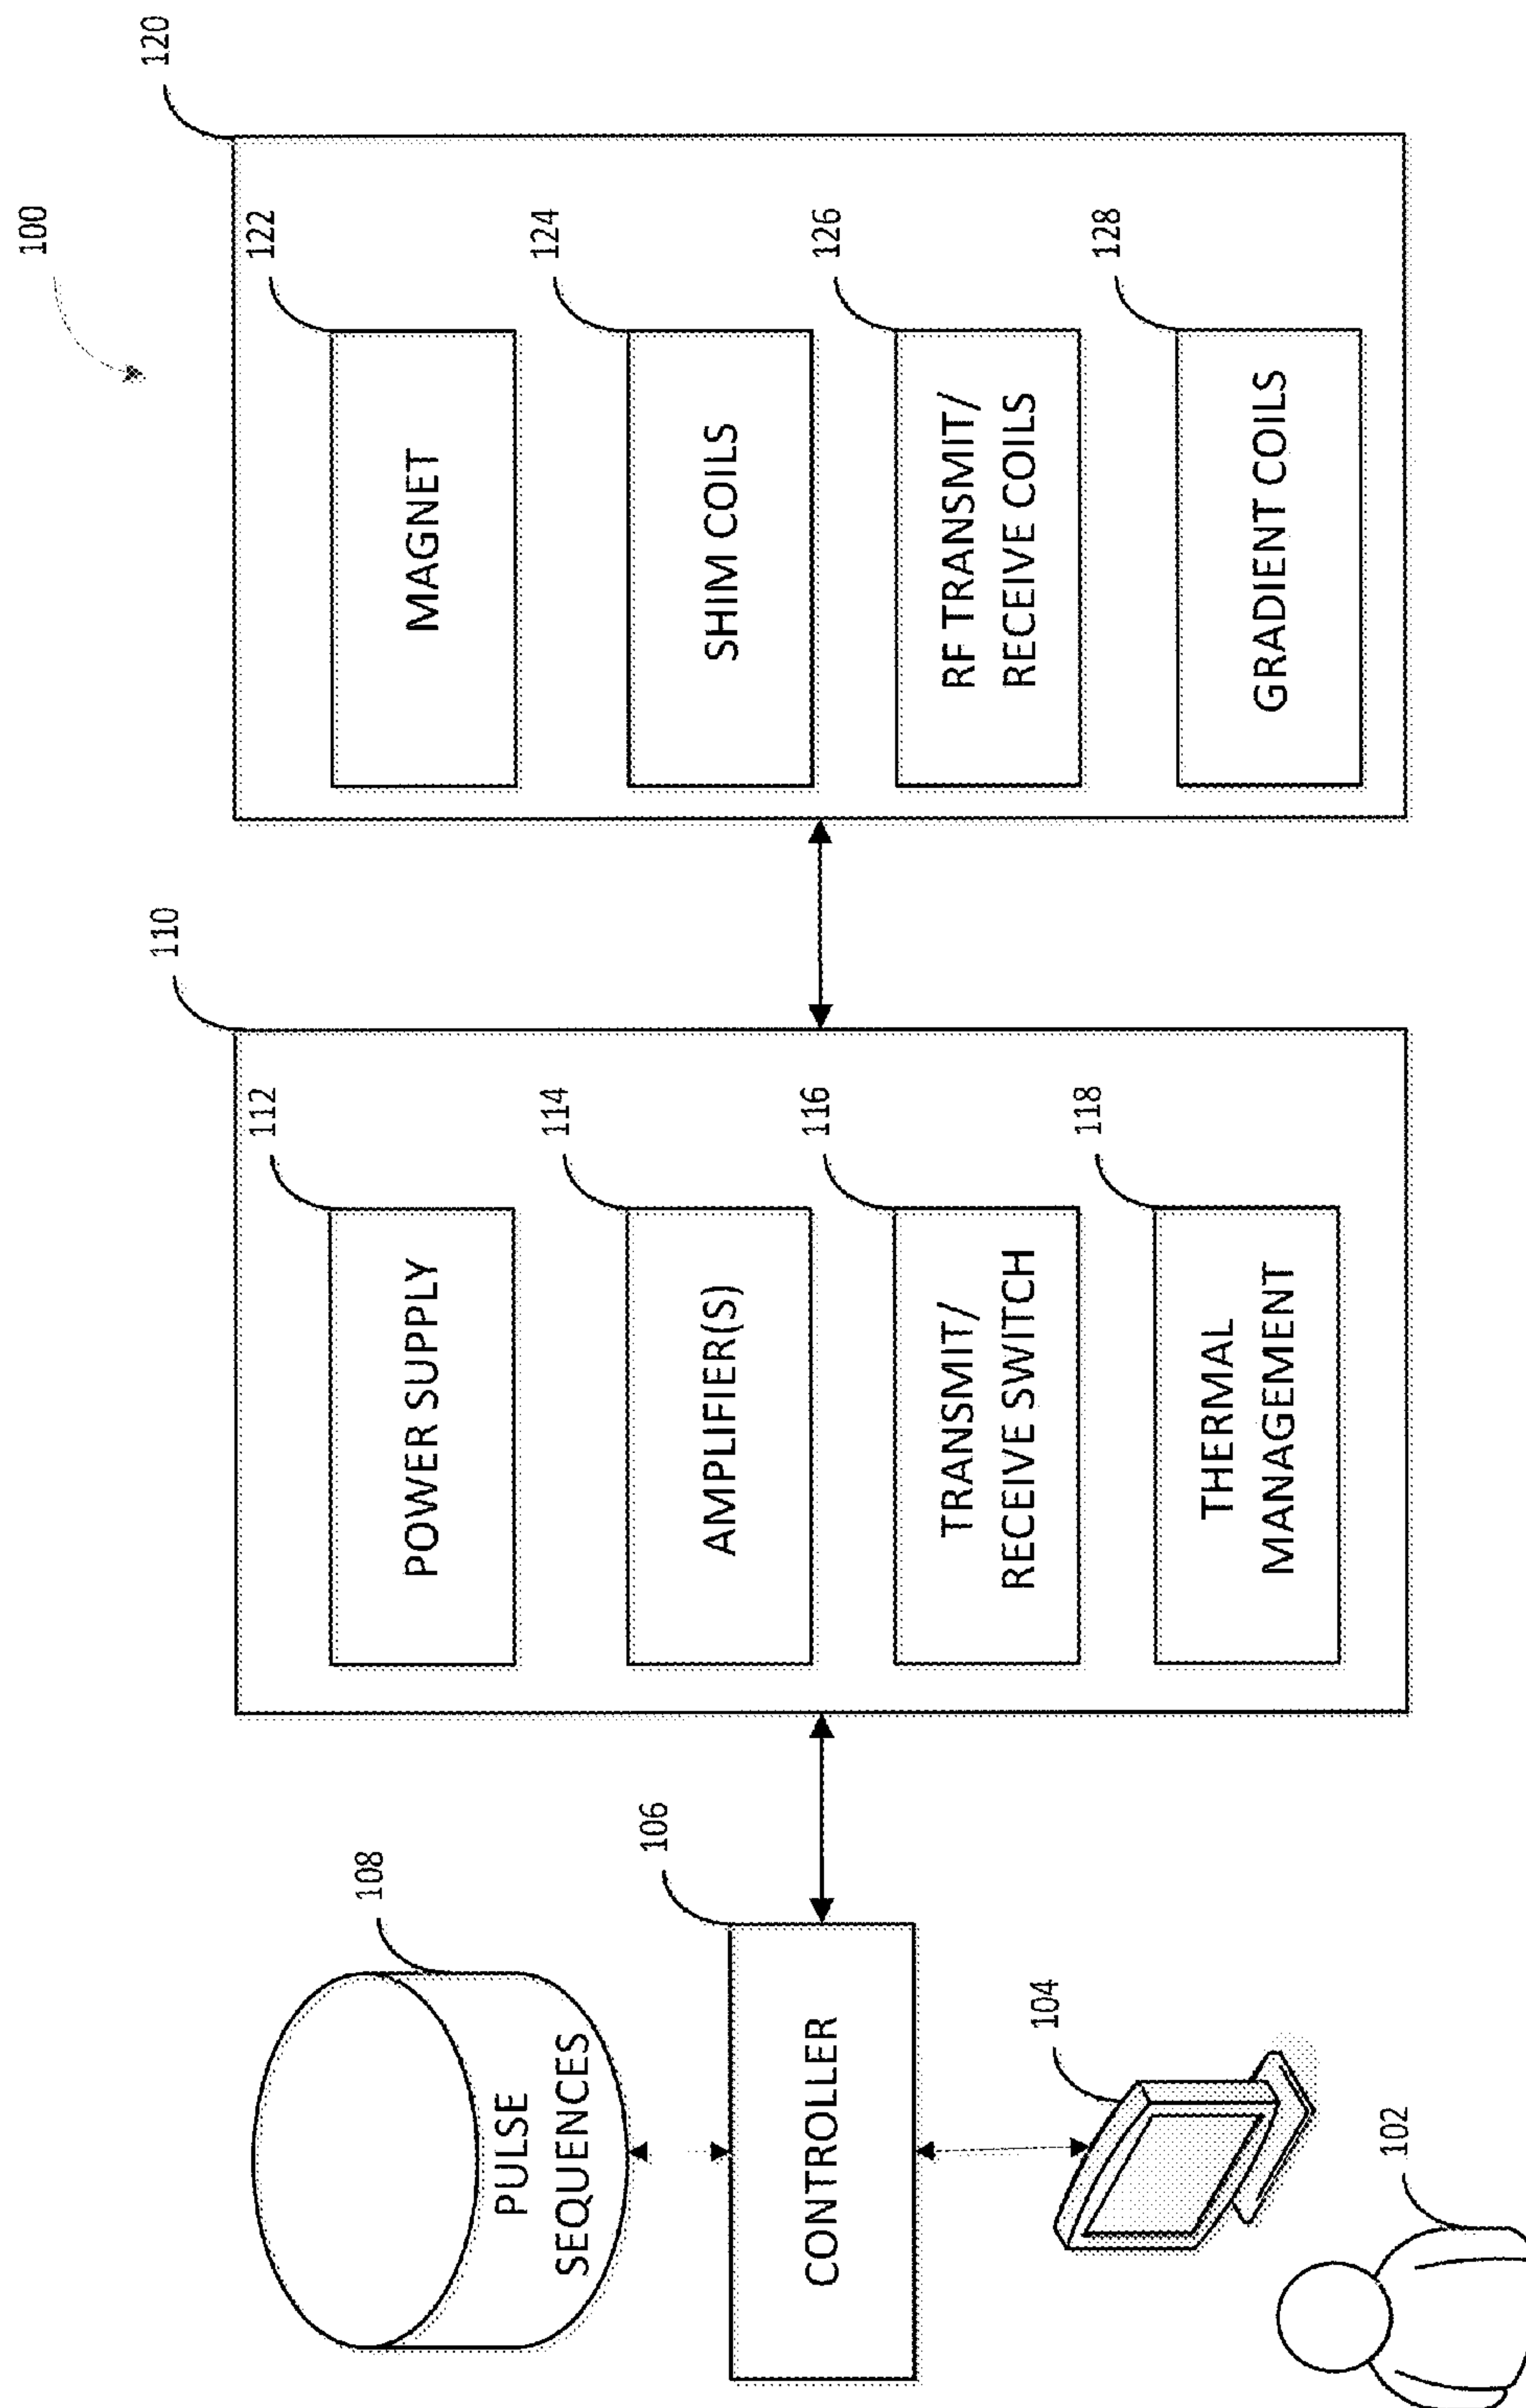 100
108
PULSE
SEQUENCES
106
CONTROLLER
104
102
110
112
POWER SUPPLY
114
AMPLIFIER(S)
116
TRANSMIT/
RECEIVE SWITCH
118
THERMAL
MANAGEMENT
120
122
MAGNET
124
SHIM COILS
126
RF TRANSMIT/
RECEIVE COILS
128
GRADIENT COILS